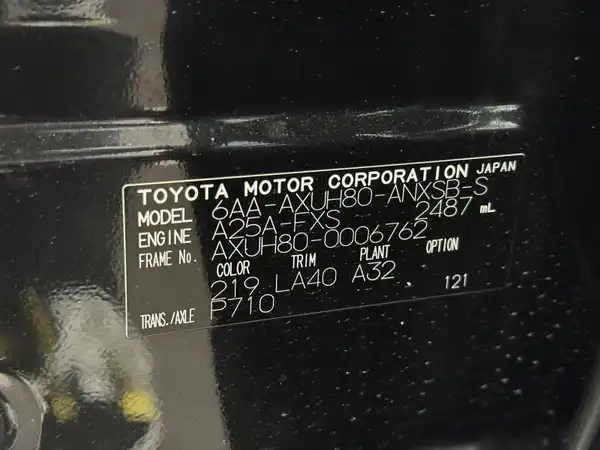 TOYOTA MOTOR CORPORATION JAPAN
MODEL 6AA-AXUH80-ANXSB-S
ENGINE A25A-FXS 2487 mL
FRAME No. AXUH80-0006762
COLOR TRIM PLANT OPTION
219 LA40 A32
TRANS./AXLE P710 121